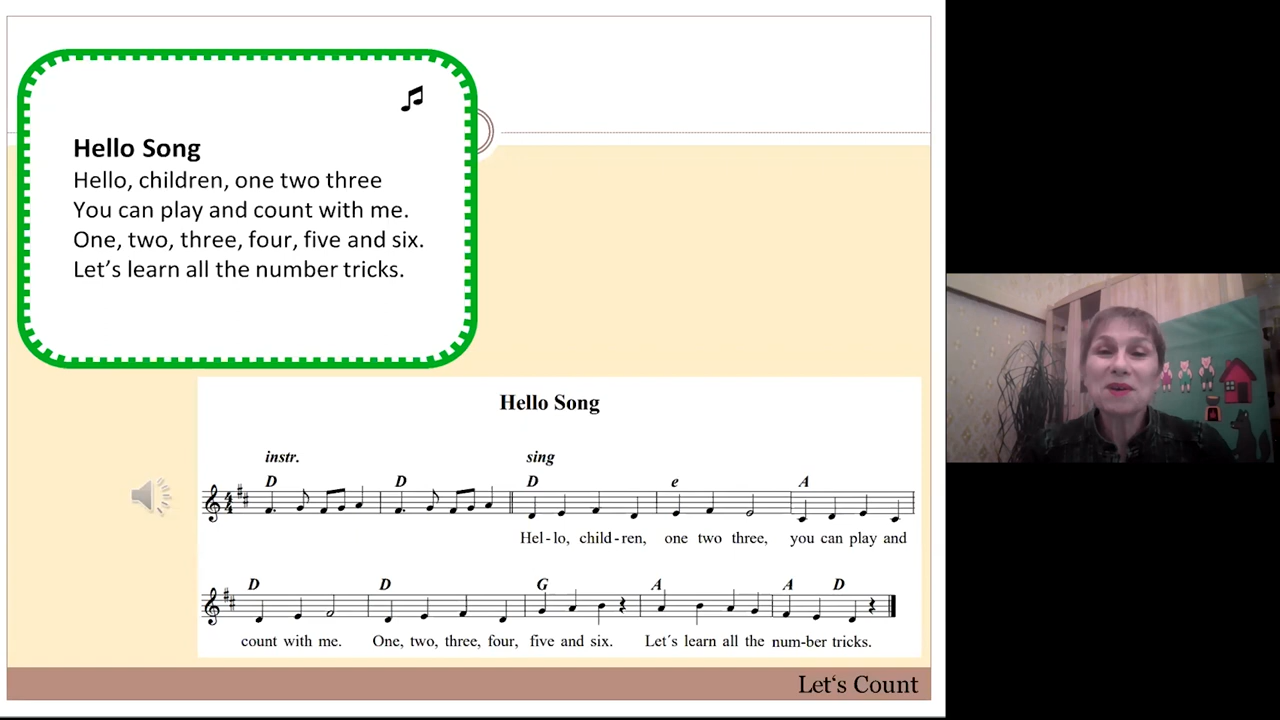 Hello Song
Hello, children, one two three
You can play and count with me.
One, two, three, four, five and six.
Let’s learn all the number tricks.
Hello Song
instr. sing
D D D e A
4 4
Hel-lo, child-ren, one two three, you can play and
D D G A A D
count with me. One, two, three, four, five and six. Let´s learn all the num-ber tricks.
Let‘s Count